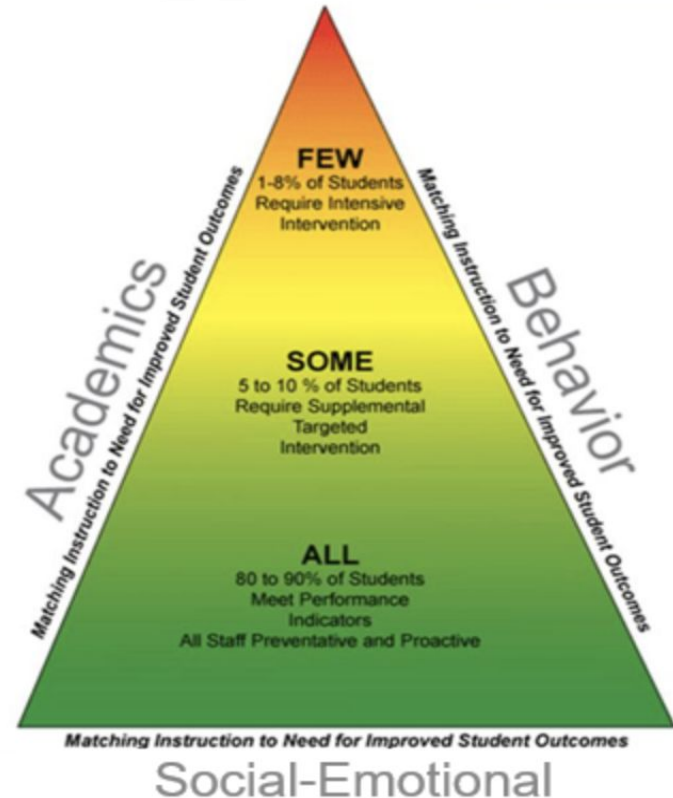 FEW
1-8% of Students
Require Intensive
Intervention
Academics
Matching Instruction to Need for Improved Student Outcomes
Matching Instruction to Need for Improved Student Outcomes
Behavior
SOME
5 to 10 % of Students
Require Supplemental
Targeted
Intervention
ALL
80 to 90% of Students
Meet Performance
Indicators
All Staff Preventative and Proactive
Matching Instruction to Need for Improved Student Outcomes
Social-Emotional